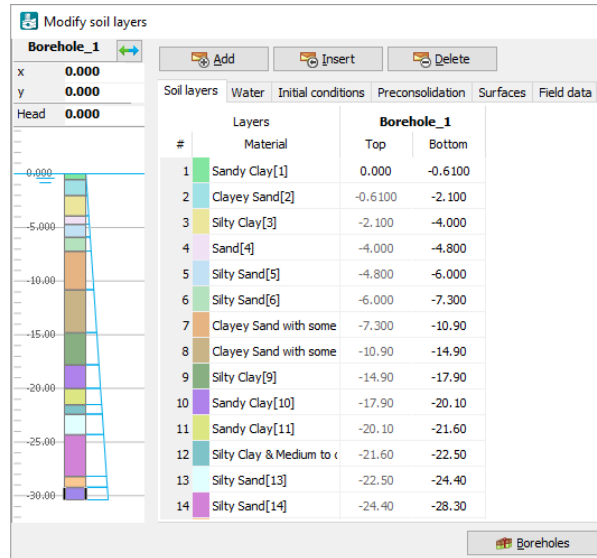 Modify soil layers
Borehole_1
x 0.000
y 0.000
Head 0.000
0.000
-5.000
-10.00
-15.00
-20.00
-25.00
-30.00
Add Insert Delete
Soil layers Water Initial conditions Preconsolidation Surfaces Field data
Layers Borehole_1
# Material Top Bottom
1 Sandy Clay[1] 0.000 -0.6100
2 Clayey Sand[2] -0.6100 -2.100
3 Silty Clay[3] -2.100 -4.000
4 Sand[4] -4.000 -4.800
5 Silty Sand[5] -4.800 -6.000
6 Silty Sand[6] -6.000 -7.300
7 Clayey Sand with some -7.300 -10.90
8 Clayey Sand with some -10.90 -14.90
9 Silty Clay[9] -14.90 -17.90
10 Sandy Clay[10] -17.90 -20.10
11 Sandy Clay[11] -20.10 -21.60
12 Silty Clay & Medium to -21.60 -22.50
13 Silty Sand[13] -22.50 -24.40
14 Silty Sand[14] -24.40 -28.30
Boreholes